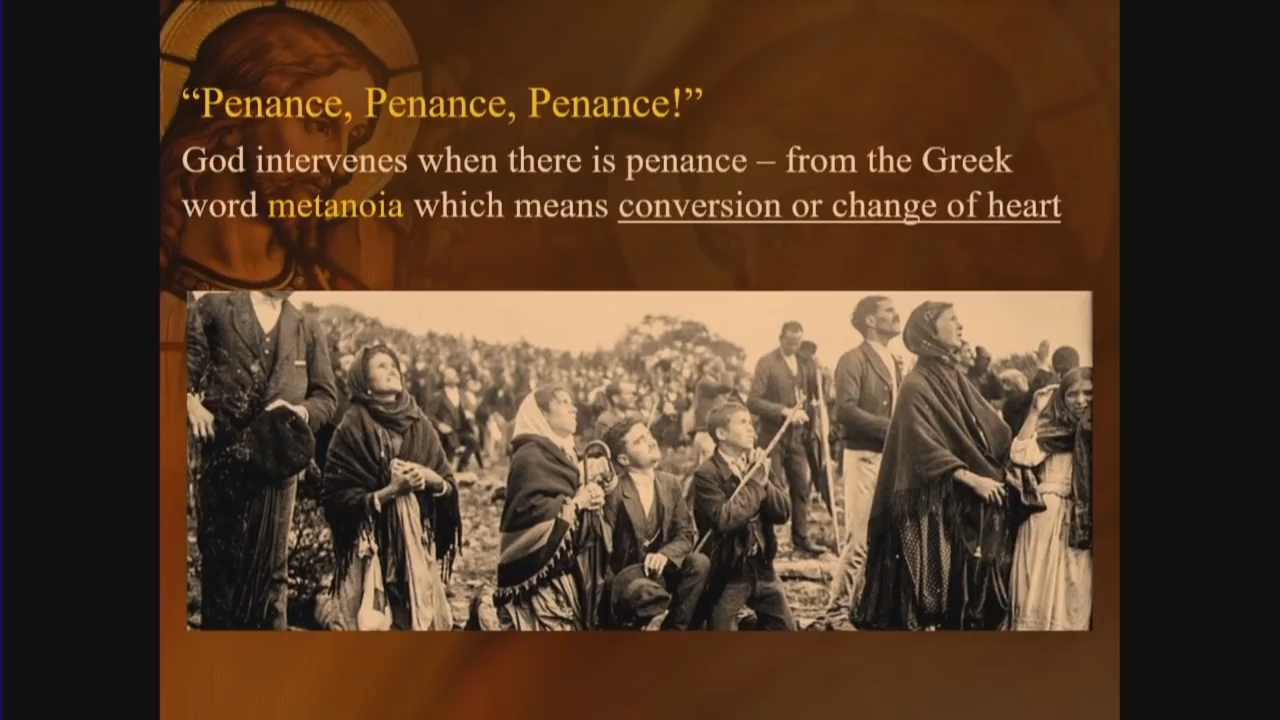 “Penance, Penance, Penance!”
God intervenes when there is penance – from the Greek
word metanoia which means conversion or change of heart